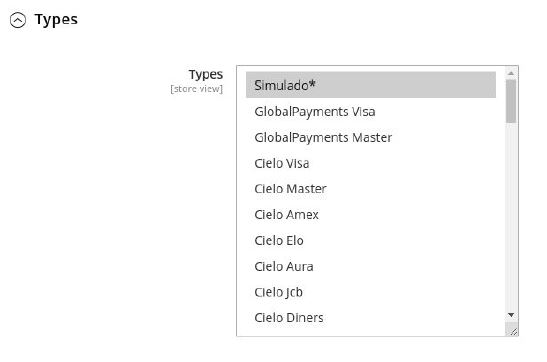 Types
Types
[store view]
Simulado*
GlobalPayments Visa
GlobalPayments Master
Cielo Visa
Cielo Master
Cielo Amex
Cielo Elo
Cielo Aura
Cielo Jcb
Cielo Diners